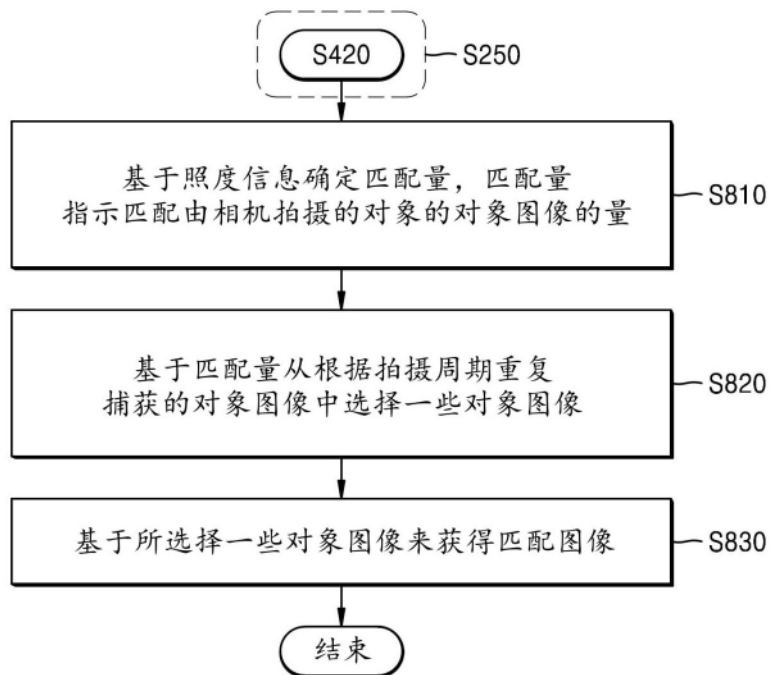 S420
S250
基于照度信息确定匹配量，匹配量
指示匹配由相机拍摄的对象的对象图像的量
S810
基于匹配量从根据拍摄周期重复
捕获的对象图像中选择一些对象图像
S820
基于所选择一些对象图像来获得匹配图像
S830
结束